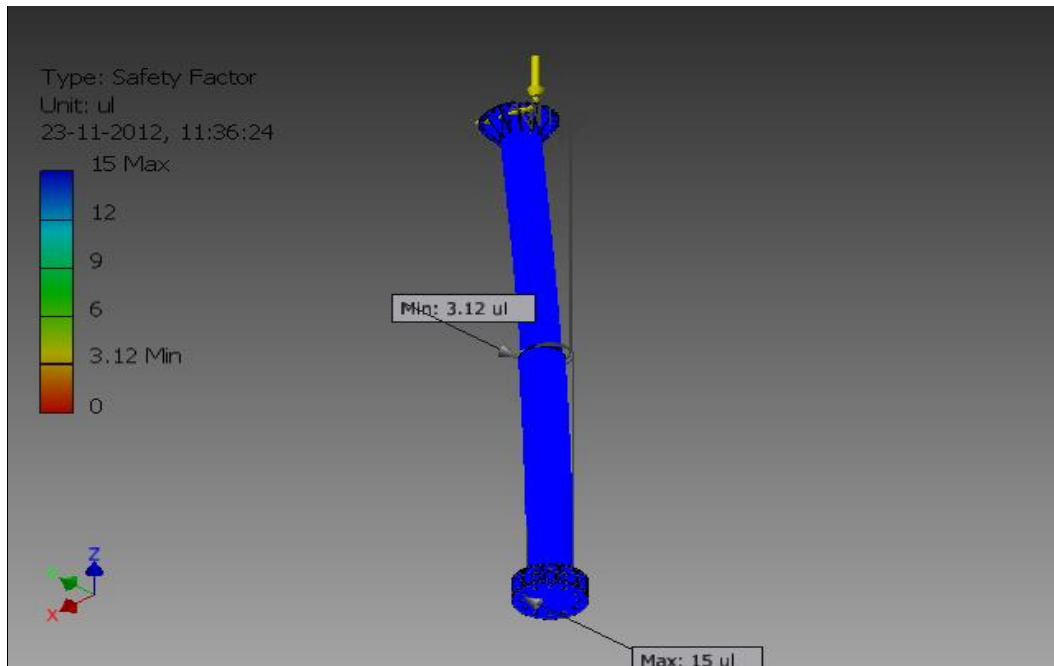 Type: Safety Factor
Unit: ul
23-11-2012, 11:36:24
15 Max
12
9
6
3.12 Min
0
Min: 3.12 ul
Max: 15 ul
Z
X